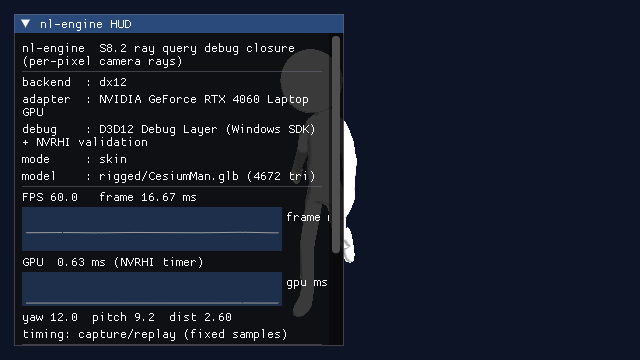 nl-engine HUD
nl-engine  S8.2 ray query debug closure
(per-pixel camera rays)
backend  : dx12
adapter  : NVIDIA GeForce RTX 4060 Laptop
GPU
debug    : D3D12 Debug Layer (Windows SDK)
+ NVRHI validation
mode     : skin
model    : rigged/CesiumMan.glb (4672 tri)
FPS 60.0   frame 16.67 ms
frame
GPU  0.63 ms (NVRHI timer)
gpu ms
yaw 12.0  pitch 9.2  dist 2.60
timing: capture/replay (fixed samples)